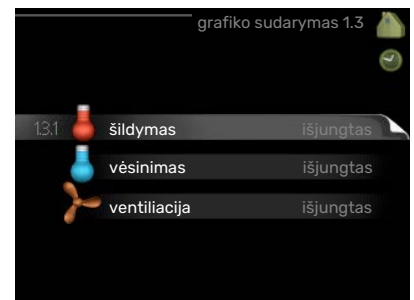 grafiko sudarymas 1.3
1.3.1 šildymas išjungtas
vėsinimas išjungtas
ventiliacija išjungtas